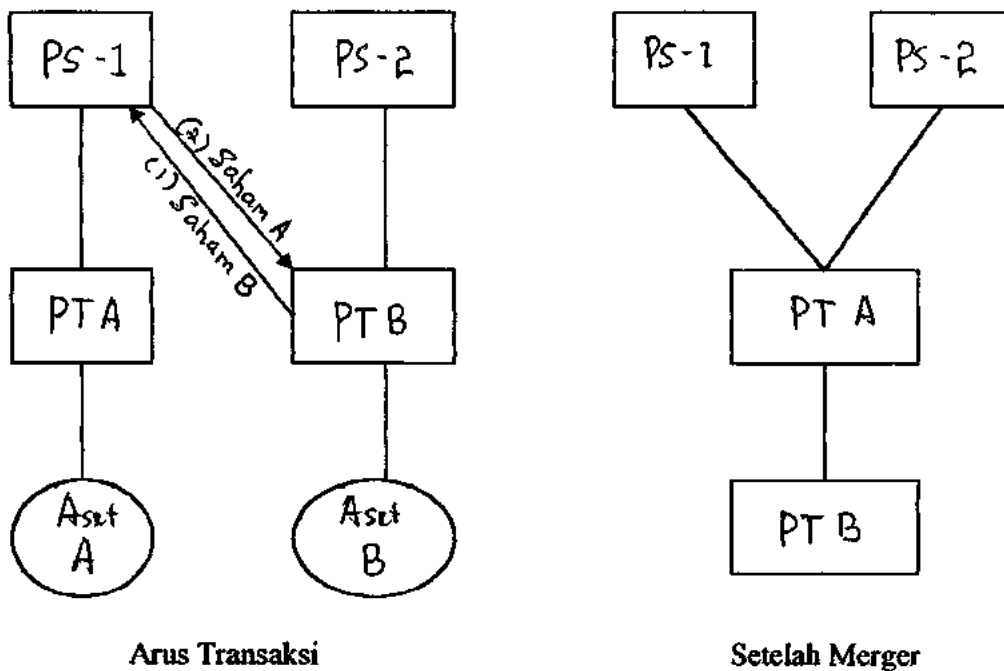 PS-1
PS-2
PS-1
PS-2
(2) Saham A
(1) Saham B
PT A
PT B
PT A
Aset
A
Aset
B
PT B
Arus Transaksi
Setelah Merger